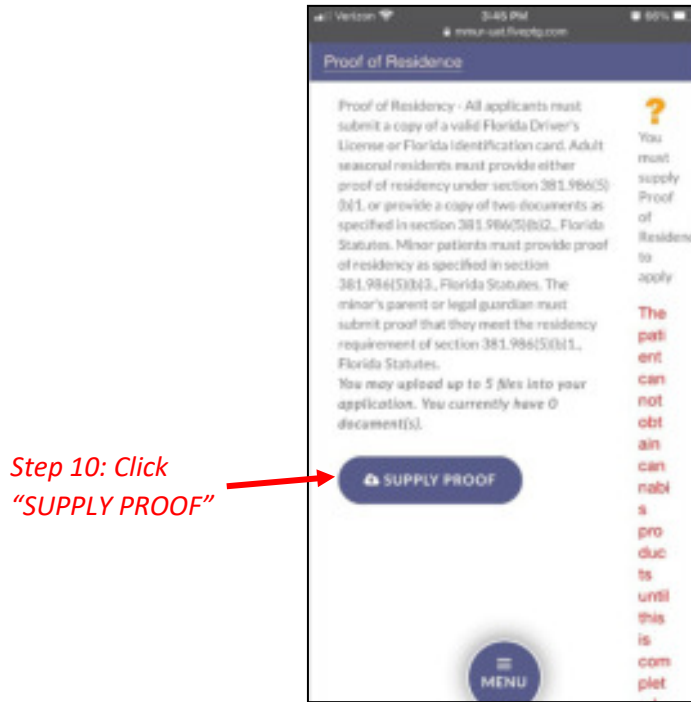 Verizon
3:46 PM
66%
mmur-uat.fiveptg.com
Proof of Residence
Proof of Residency - All applicants must
submit a copy of a valid Florida Driver's
License or Florida Identification card. Adult
seasonal residents must provide either
proof of residency under section 381.986(5)
(b)1. or provide a copy of two documents as
specified in section 381.986(5)(b)2., Florida
Statutes. Minor patients must provide proof
of residency as specified in section
381.986(5)(b)3., Florida Statutes. The
minor's parent or legal guardian must
submit proof that they meet the residency
requirement of section 381.986(5)(b)1.,
Florida Statutes.
You may upload up to 5 files into your
application. You currently have 0
document(s).
SUPPLY PROOF
MENU
?
You
must
supply
Proof
of
Residenc
to
apply
The
pati
ent
can
not
obt
ain
can
nabi
s
pro
duc
ts
until
this
is
com
plet
Step 10: Click
“SUPPLY PROOF”